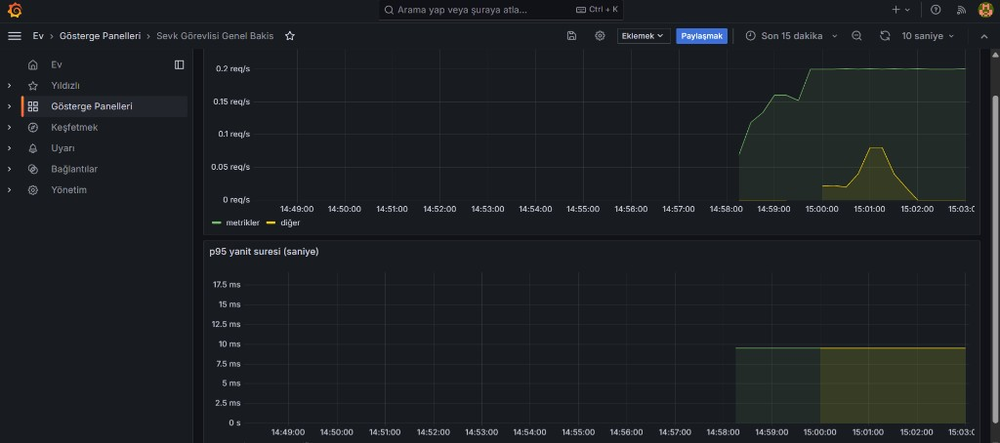 Arama yap veya şuraya atla... Ctrl + K
Ev > Gösterge Panelleri > Sevk Görevlisi Genel Bakis Eklemek Paylaşmak Son 15 dakika 10 saniye
Ev
Yıldızlı
Gösterge Panelleri
Keşfetmek
Uyarı
Bağlantılar
Yönetim
0.2 req/s
0.15 req/s
0.1 req/s
0.05 req/s
0 req/s
14:49:00 14:50:00 14:51:00 14:52:00 14:53:00 14:54:00 14:55:00 14:56:00 14:57:00 14:58:00 14:59:00 15:00:00 15:01:00 15:02:00 15:03:0
metrikler diğer
p95 yanit suresi (saniye)
17.5 ms
15 ms
12.5 ms
10 ms
7.5 ms
5 ms
2.5 ms
0 s
14:49:00 14:50:00 14:51:00 14:52:00 14:53:00 14:54:00 14:55:00 14:56:00 14:57:00 14:58:00 14:59:00 15:00:00 15:01:00 15:02:00 15:03:0